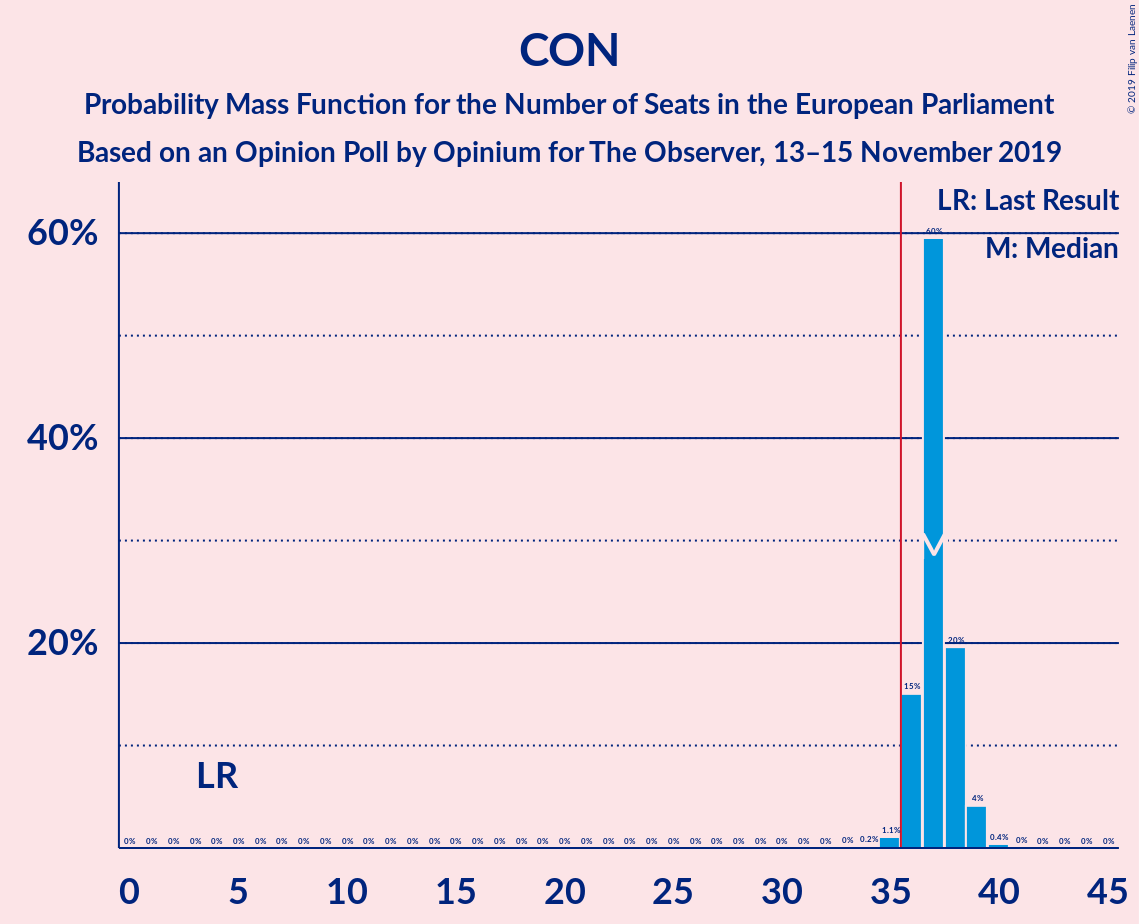 CON
Probability Mass Function for the Number of Seats in the European Parliament
Based on an Opinion Poll by Opinium for The Observer, 13–15 November 2019
© 2019 Filip van Laenen
LR: Last Result
M: Median
60%
40%
20%
LR
0% 0% 0% 0% 0% 0% 0% 0% 0% 0% 0% 0% 0% 0% 0% 0% 0% 0% 0% 0% 0% 0% 0% 0% 0% 0% 0% 0% 0% 0% 0% 0% 0% 0% 0.2% 1.1% 15% 60% 20% 4% 0.4% 0% 0% 0% 0% 0%
0 5 10 15 20 25 30 35 40 45